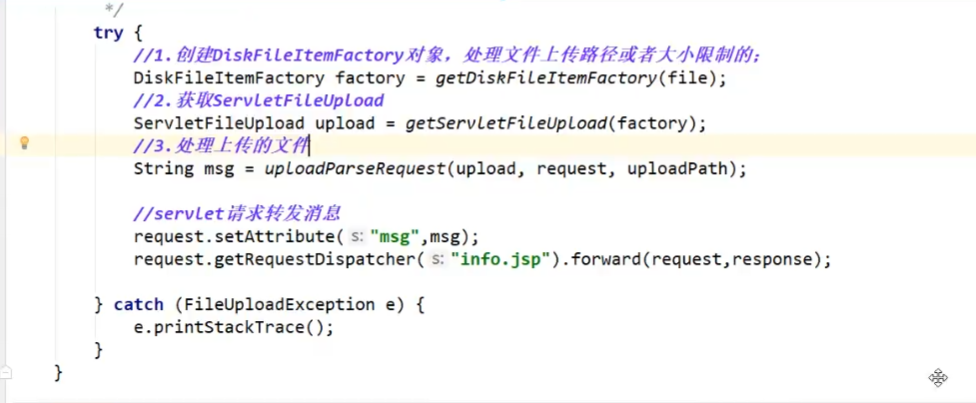 */
try {
//1.创建DiskFileItemFactory对象，处理文件上传路径或者大小限制的；
DiskFileItemFactory factory = getDiskFileItemFactory(file);
//2.获取ServletFileUpload
ServletFileUpload upload = getServletFileUpload(factory);
//3.处理上传的文件
String msg = uploadParseRequest(upload, request, uploadPath);
//servlet请求转发消息
request.setAttribute( s: "msg",msg);
request.getRequestDispatcher( s: "info.jsp").forward(request,response);
} catch (FileUploadException e) {
e.printStackTrace();
}
}